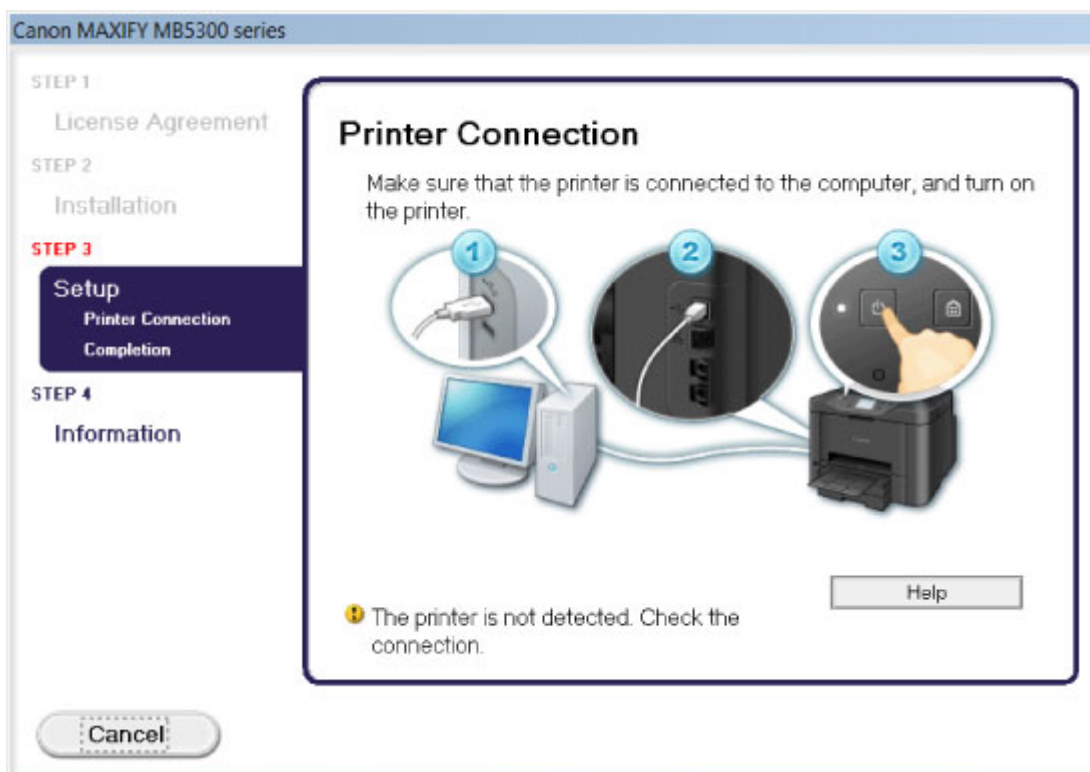 Canon MAXIFY MB5300 series
STEP 1
License Agreement
STEP 2
Installation
STEP 3
Setup
Printer Connection
Completion
STEP 4
Information
Printer Connection
Make sure that the printer is connected to the computer, and turn on
the printer.
1
2
3
The printer is not detected. Check the
connection.
Help
Cancel